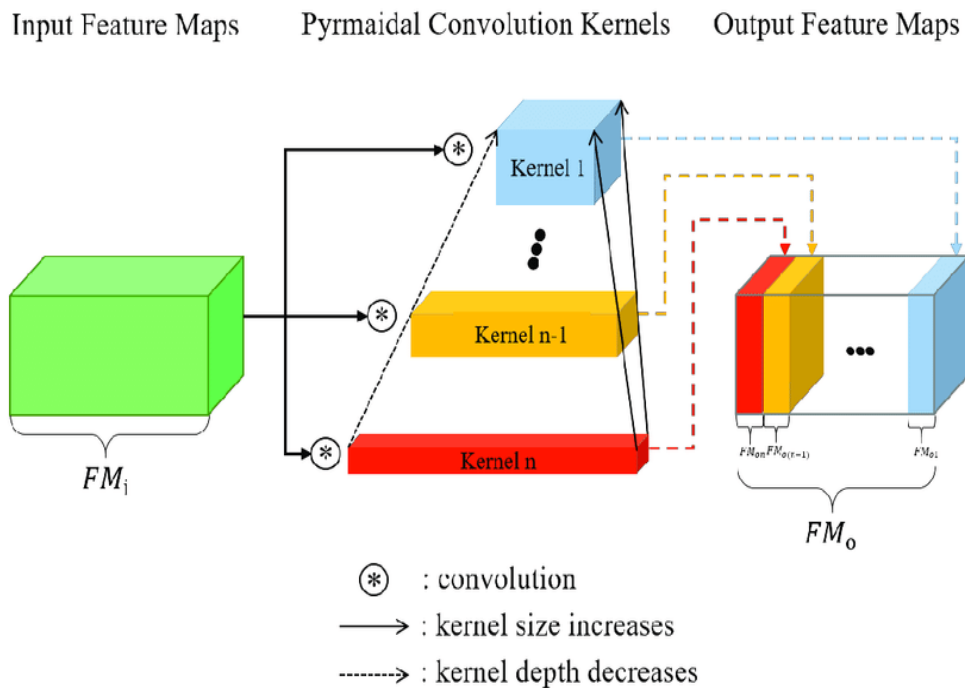 Input Feature Maps
Pyrmaidal Convolution Kernels
Output Feature Maps
Kernel 1
Kernel n-1
Kernel n
FMᵢ
FMₒₙ
FMₒ₍ₙ₋₁₎
FMₒ₁
FMₒ
: convolution
: kernel size increases
: kernel depth decreases